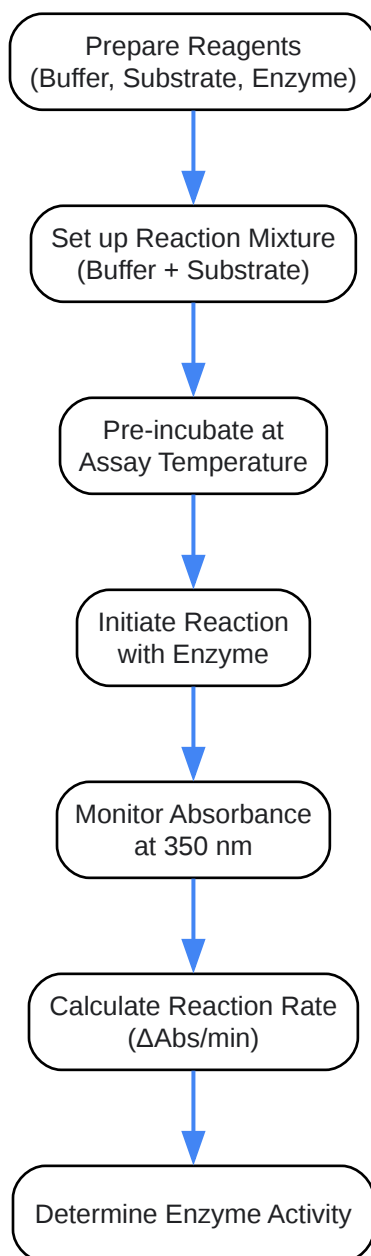 Prepare Reagents
(Buffer, Substrate, Enzyme)
Set up Reaction Mixture
(Buffer + Substrate)
Pre-incubate at
Assay Temperature
Initiate Reaction
with Enzyme
Monitor Absorbance
at 350 nm
Calculate Reaction Rate
(ΔAbs/min)
Determine Enzyme Activity